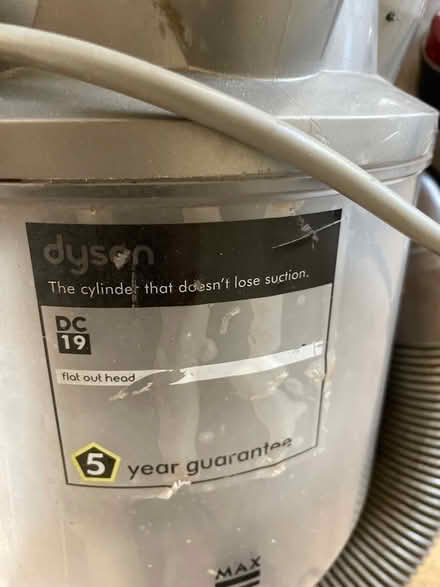 dyson
The cylinder that doesn't lose suction.
DC
19
flat out head
5 year guarantee
MAX